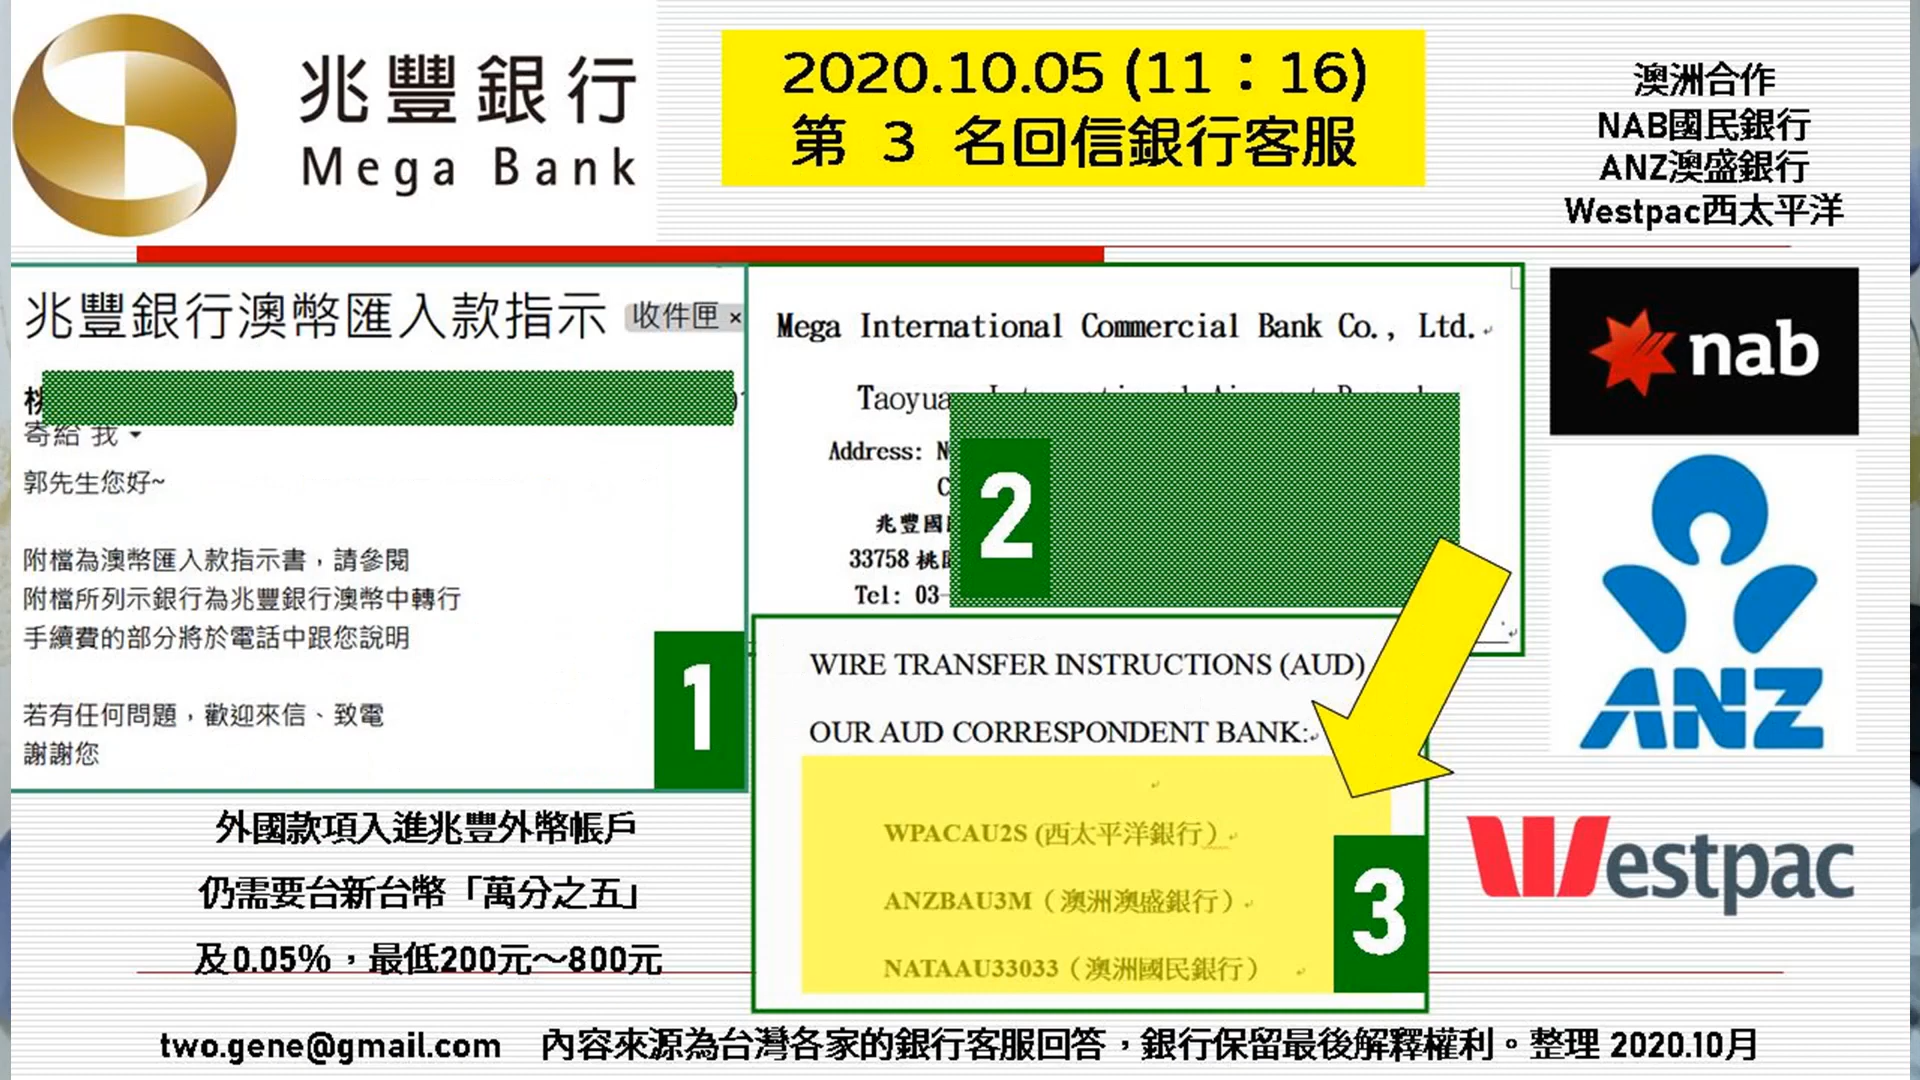 兆豐銀行
Mega Bank
2020.10.05 (11：16)
第 3 名回信銀行客服
澳洲合作
NAB國民銀行
ANZ澳盛銀行
Westpac西太平洋
兆豐銀行澳幣匯入款指示 收件匣 ×
寄給 我
郭先生您好~
附檔為澳幣匯入款指示書，請參閱
附檔所列示銀行為兆豐銀行澳幣中轉行
手續費的部分將於電話中跟您說明
若有任何問題，歡迎來信、致電
謝謝您
1
Mega International Commercial Bank Co., Ltd.
Address:
兆豐國
33758 桃
Tel: 03-
2
WIRE TRANSFER INSTRUCTIONS (AUD)
OUR AUD CORRESPONDENT BANK:
WPACAU2S (西太平洋銀行）
ANZBAU3M（澳洲澳盛銀行）
NATAAU33033（澳洲國民銀行）
3
nab
ANZ
Westpac
外國款項入進兆豐外幣帳戶
仍需要台新台幣「萬分之五」
及0.05%，最低200元～800元
two.gene@gmail.com 內容來源為台灣各家的銀行客服回答，銀行保留最後解釋權利。整理 2020.10月